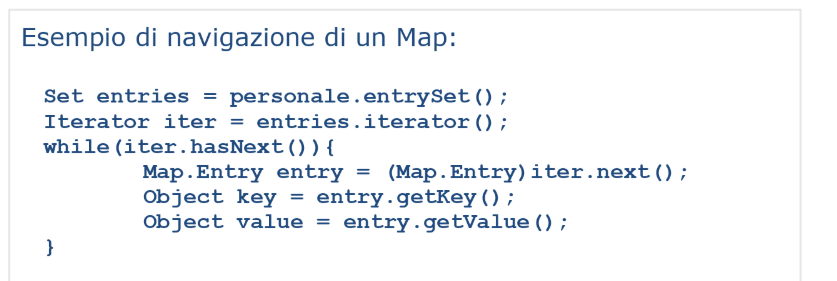 Esempio di navigazione di un Map:
Set entries = personale.entrySet();
Iterator iter = entries.iterator();
while(iter.hasNext()){
Map.Entry entry = (Map.Entry)iter.next();
Object key = entry.getKey();
Object value = entry.getValue();
}